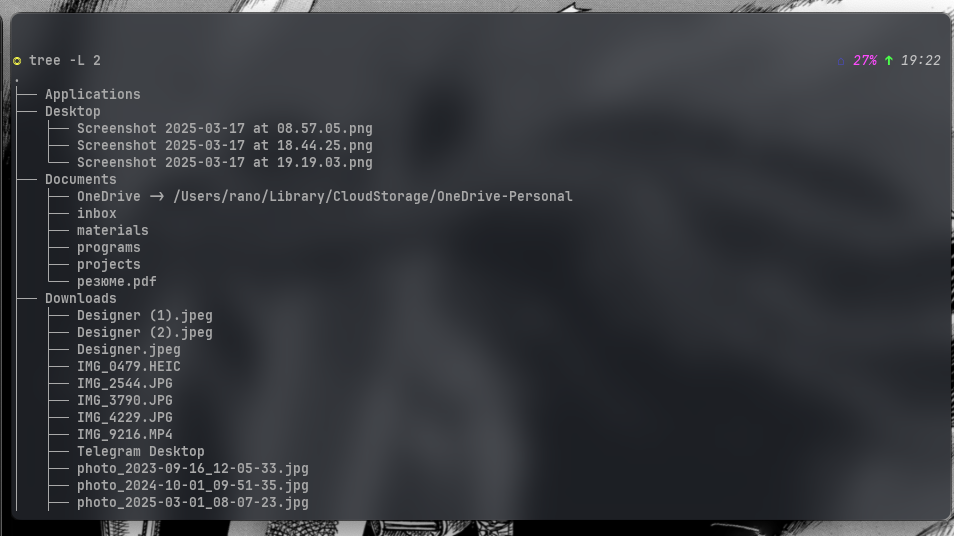 tree -L 2 27% ↑ 19:22
.
├── Applications
├── Desktop
│   ├── Screenshot 2025-03-17 at 08.57.05.png
│   ├── Screenshot 2025-03-17 at 18.44.25.png
│   └── Screenshot 2025-03-17 at 19.19.03.png
├── Documents
│   ├── OneDrive -> /Users/rano/Library/CloudStorage/OneDrive-Personal
│   ├── inbox
│   ├── materials
│   ├── programs
│   ├── projects
│   └── резюме.pdf
├── Downloads
│   ├── Designer (1).jpeg
│   ├── Designer (2).jpeg
│   ├── Designer.jpeg
│   ├── IMG_0479.HEIC
│   ├── IMG_2544.JPG
│   ├── IMG_3790.JPG
│   ├── IMG_4229.JPG
│   ├── IMG_9216.MP4
│   ├── Telegram Desktop
│   ├── photo_2023-09-16_12-05-33.jpg
│   ├── photo_2024-10-01_09-51-35.jpg
│   ├── photo_2025-03-01_08-07-23.jpg